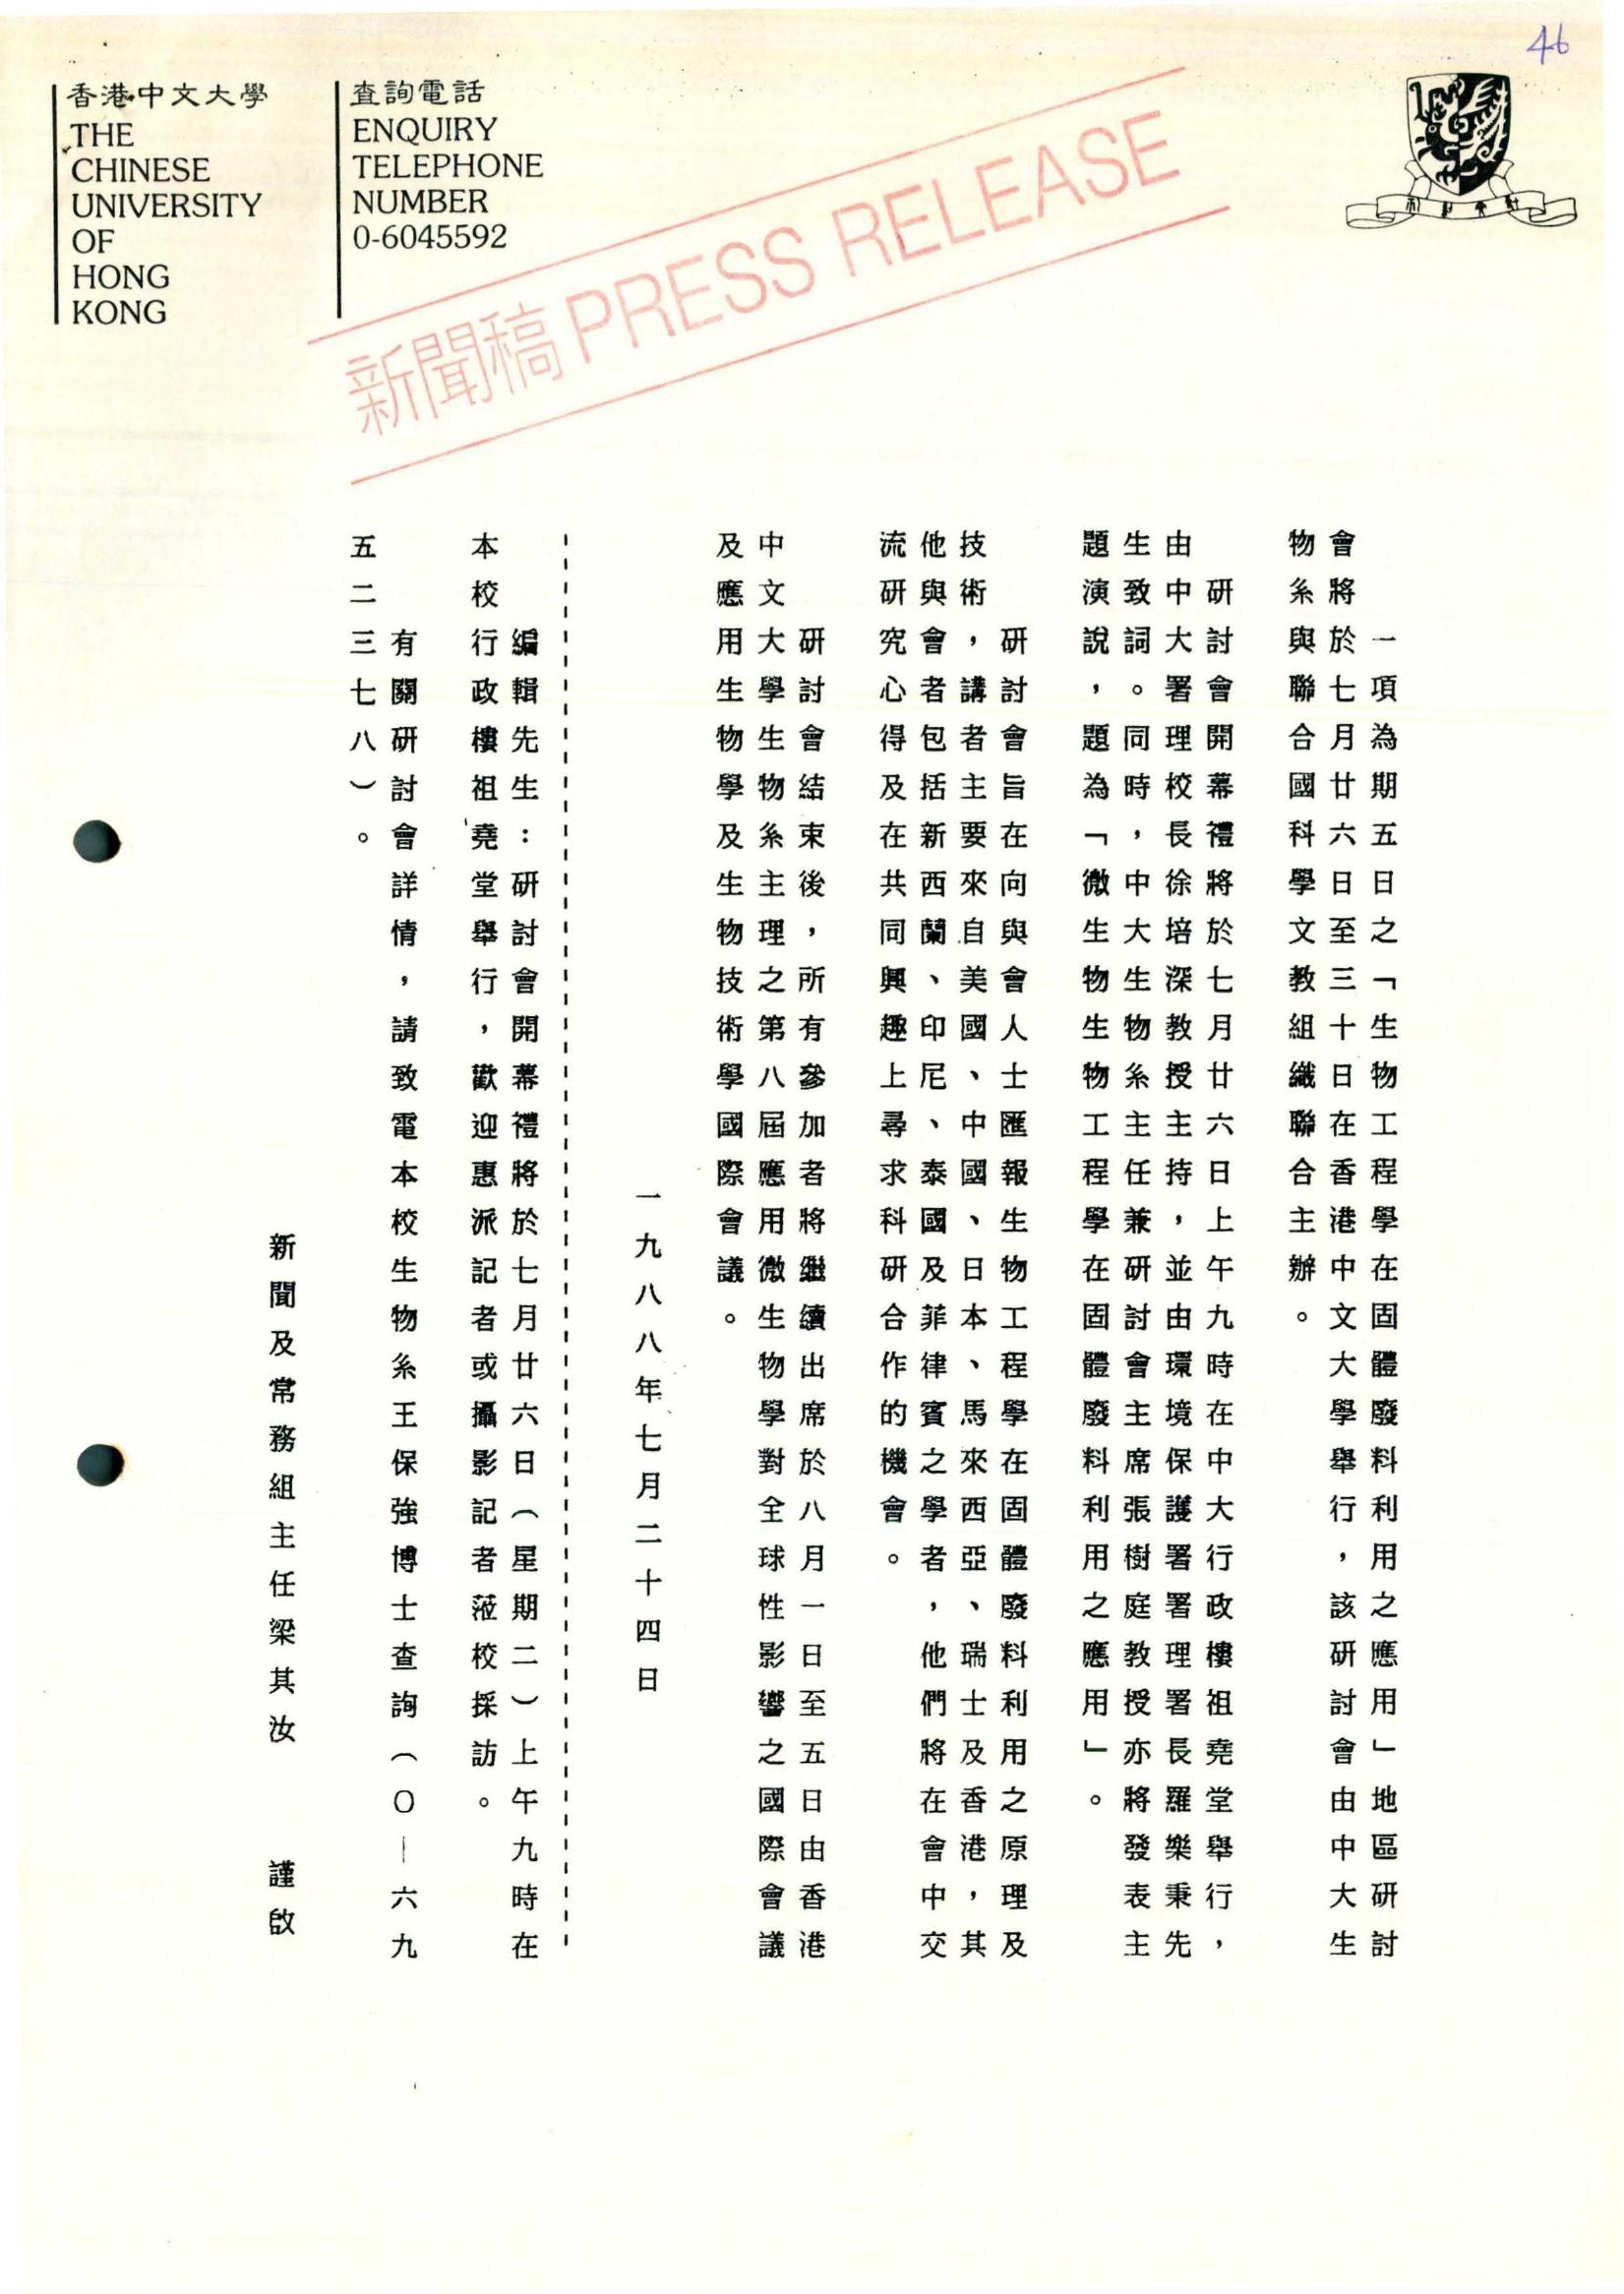 46
香港中文大學
THE
CHINESE
UNIVERSITY
OF
HONG
KONG
查詢電話
ENQUIRY
TELEPHONE
NUMBER
0-6045592
新聞稿 PRESS RELEASE
一項為期五日之「生物工程學在固體廢料利用之應用」地區研討
會將於七月廿六日至三十日在香港中文大學舉行，該研討會由中大生
物系與聯合國科學文教組織聯合主辦。
研討會開幕禮將於七月廿六日上午九時在中大行政樓祖堯堂舉行，
由中大署理校長徐培深教授主持，並由環境保護署署理署長羅樂秉先
生致詞。同時，中大生物系主任兼研討會主席張樹庭教授亦將發表主
題演說，題為「微生物生物工程學在固體廢料利用之應用」。
研討會旨在向與會人士匯報生物工程學在固體廢料利用之原理及
技術，講者主要來自美國、中國、日本、馬來西亞、瑞士及香港，其
他與會者包括新西蘭、印尼、泰國及菲律賓之學者，他們將在會中交
流研究心得及在共同興趣上尋求科研合作的機會。
研討會結束後，所有參加者將繼續出席於八月一日至五日由香港
中文大學生物系主理之第八屆應用微生物學對全球性影響之國際會議
及應用生物學及生物技術學國際會議。
一九八八年七月二十四日
編輯先生：研討會開幕禮將於七月廿六日（星期二）上午九時在
本校行政樓祖堯堂舉行，歡迎惠派記者或攝影記者蒞校採訪。
有關研討會詳情，請致電本校生物系王保強博士查詢（０—六九
五二三七八）。
新聞及常務組主任梁其汝 謹啟